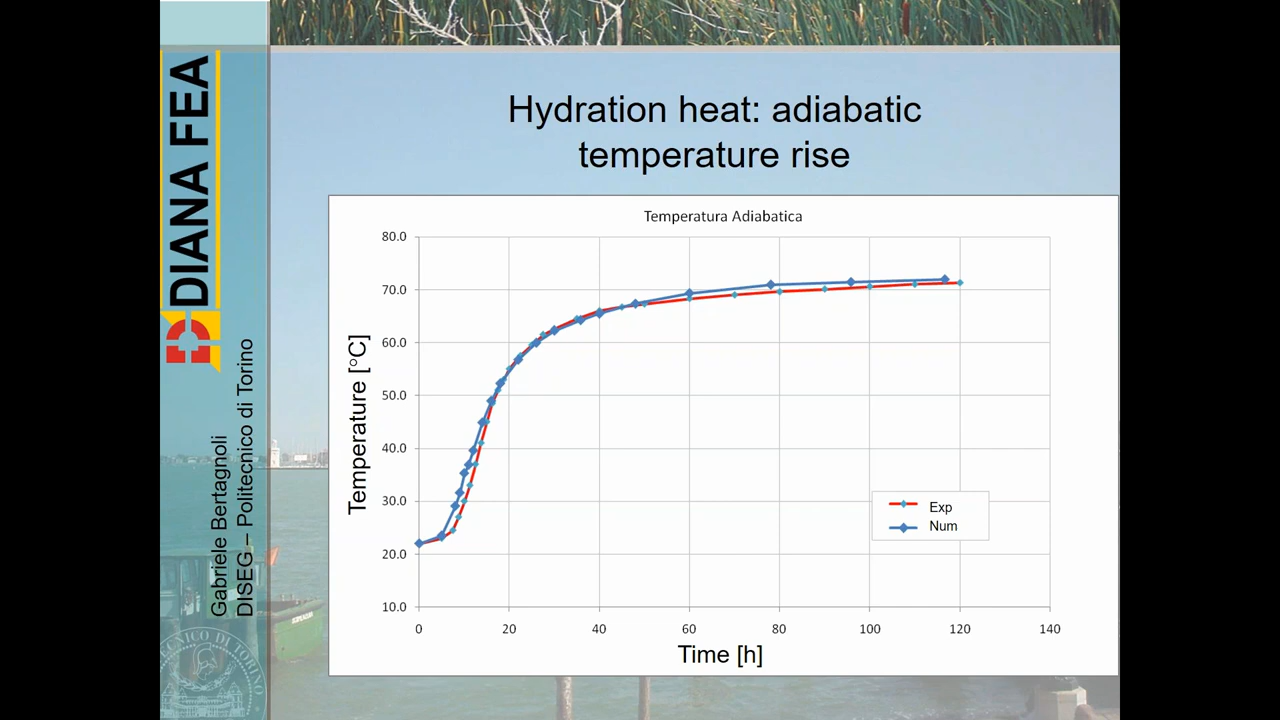 DIANA FEA
Gabriele Bertagnoli
DISEG – Politecnico di Torino
Hydration heat: adiabatic
temperature rise
Temperatura Adiabatica
80.0
70.0
60.0
50.0
40.0
30.0
20.0
10.0
Temperature [°C]
0 20 40 60 80 100 120 140
Time [h]
Exp
Num